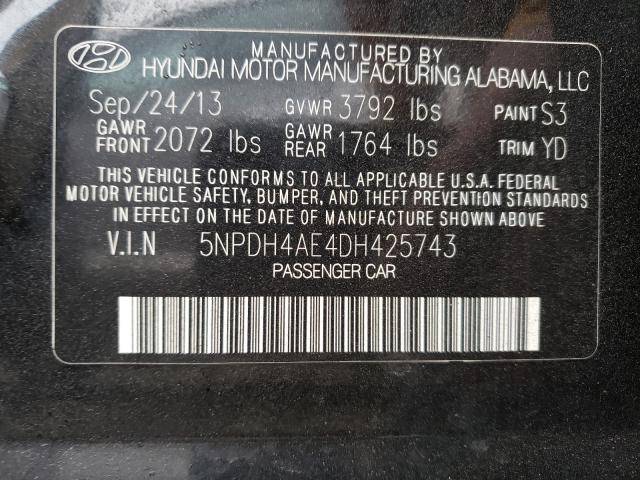 MANUFACTURED BY
HYUNDAI MOTOR MANUFACTURING ALABAMA, LLC
Sep/24/13 GVWR 3792 lbs PAINT S3
GAWR FRONT 2072 lbs GAWR REAR 1764 lbs TRIM YD
THIS VEHICLE CONFORMS TO ALL APPLICABLE U.S.A. FEDERAL
MOTOR VEHICLE SAFETY, BUMPER, AND THEFT PREVENTION STANDARDS
IN EFFECT ON THE DATE OF MANUFACTURE SHOWN ABOVE.
V.I.N 5NPDH4AE4DH425743
PASSENGER CAR